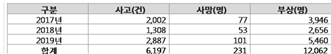 구분 사고(건) 사망(명) 부상(명)
2017년 2,002 77 3,946
2018년 1,308 53 2,656
2019년 2,887 101 5,460
합계 6,197 231 12,062